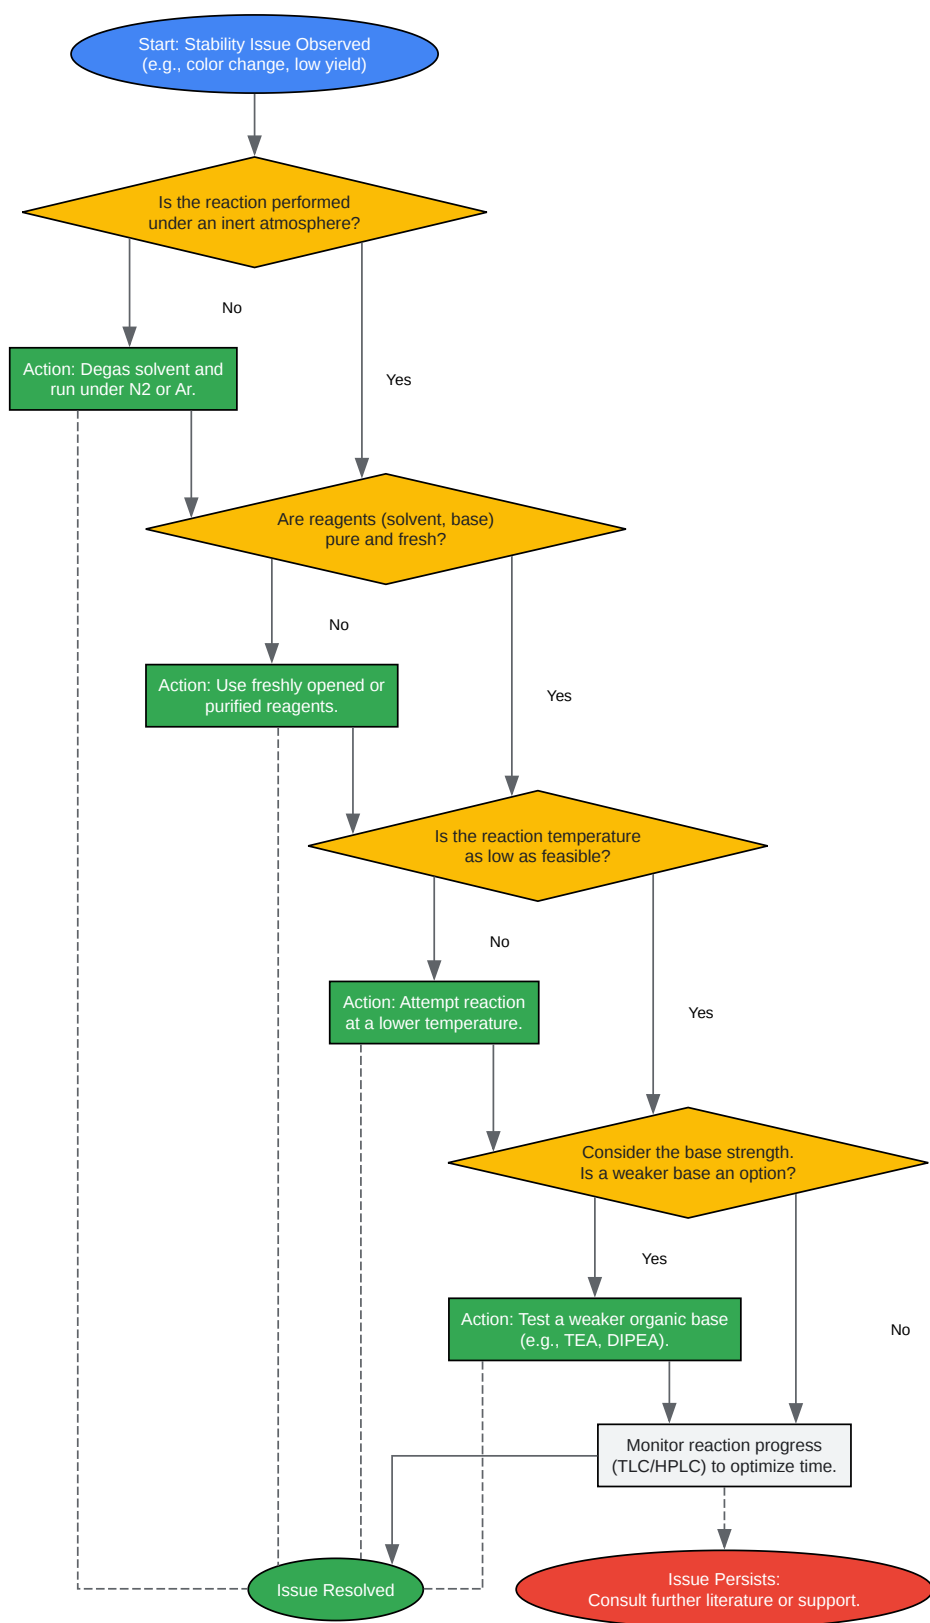 Start: Stability Issue Observed
(e.g., color change, low yield)
Is the reaction performed
under an inert atmosphere?
No
Action: Degas solvent and
run under N2 or Ar.
Yes
Are reagents (solvent, base)
pure and fresh?
No
Action: Use freshly opened or
purified reagents.
Yes
Is the reaction temperature
as low as feasible?
No
Action: Attempt reaction
at a lower temperature.
Yes
Consider the base strength.
Is a weaker base an option?
Yes
Action: Test a weaker organic base
(e.g., TEA, DIPEA).
No
Monitor reaction progress
(TLC/HPLC) to optimize time.
Issue Resolved
Issue Persists:
Consult further literature or support.